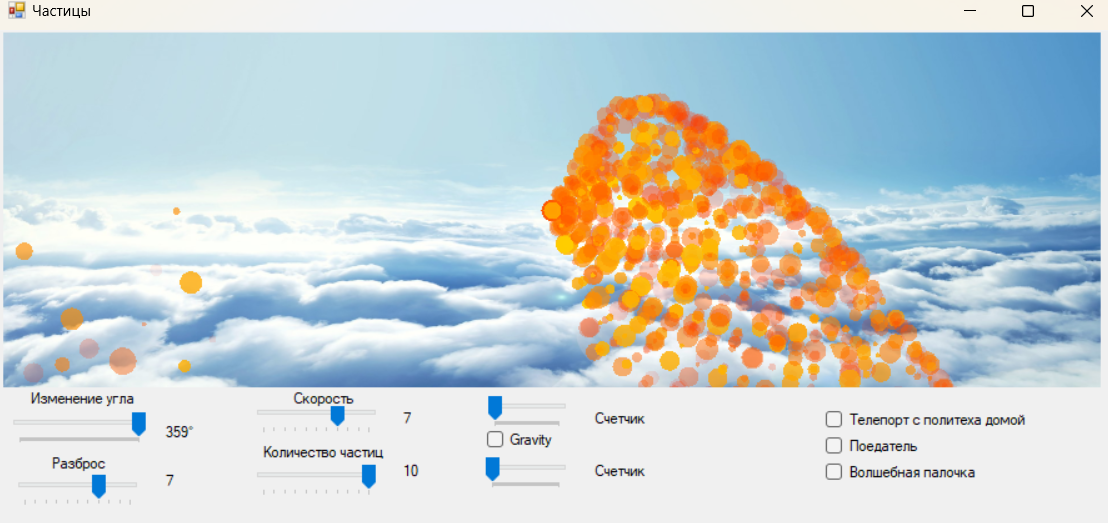 Частицы
Изменение угла
359°
Разброс
7
Скорость
7
Количество частиц
10
Gravity
Счетчик
Счетчик
Телепорт с политеха домой
Поедатель
Волшебная палочка